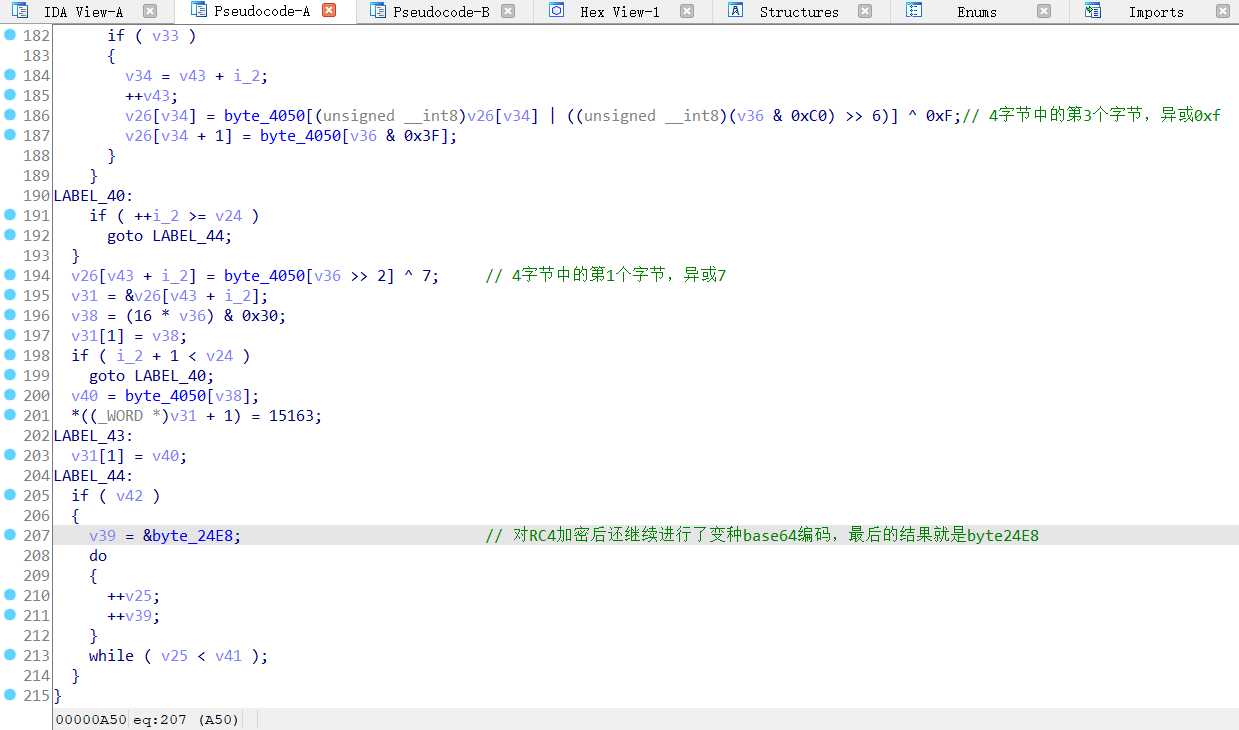 IDA View-A Pseudocode-A Pseudocode-B Hex View-1 Structures Enums Imports
182 if ( v33 )
183 {
184 v34 = v43 + i_2;
185 ++v43;
186 v26[v34] = byte_4050[(unsigned __int8)v26[v34] | ((unsigned __int8)(v36 & 0xC0) >> 6)] ^ 0xF;// 4字节中的第3个字节，异或0xf
187 v26[v34 + 1] = byte_4050[v36 & 0x3F];
188 }
189 }
190 LABEL_40:
191 if ( ++i_2 >= v24 )
192 goto LABEL_44;
193 }
194 v26[v43 + i_2] = byte_4050[v36 >> 2] ^ 7; // 4字节中的第1个字节，异或7
195 v31 = &v26[v43 + i_2];
196 v38 = (16 * v36) & 0x30;
197 v31[1] = v38;
198 if ( i_2 + 1 < v24 )
199 goto LABEL_40;
200 v40 = byte_4050[v38];
201 *((_WORD *)v31 + 1) = 15163;
202 LABEL_43:
203 v31[1] = v40;
204 LABEL_44:
205 if ( v42 )
206 {
207 v39 = &byte_24E8; // 对RC4加密后还继续进行了变种base64编码，最后的结果就是byte24E8
208 do
209 {
210 ++v25;
211 ++v39;
212 }
213 while ( v25 < v41 );
214 }
215 }
00000A50 eq:207 (A50)